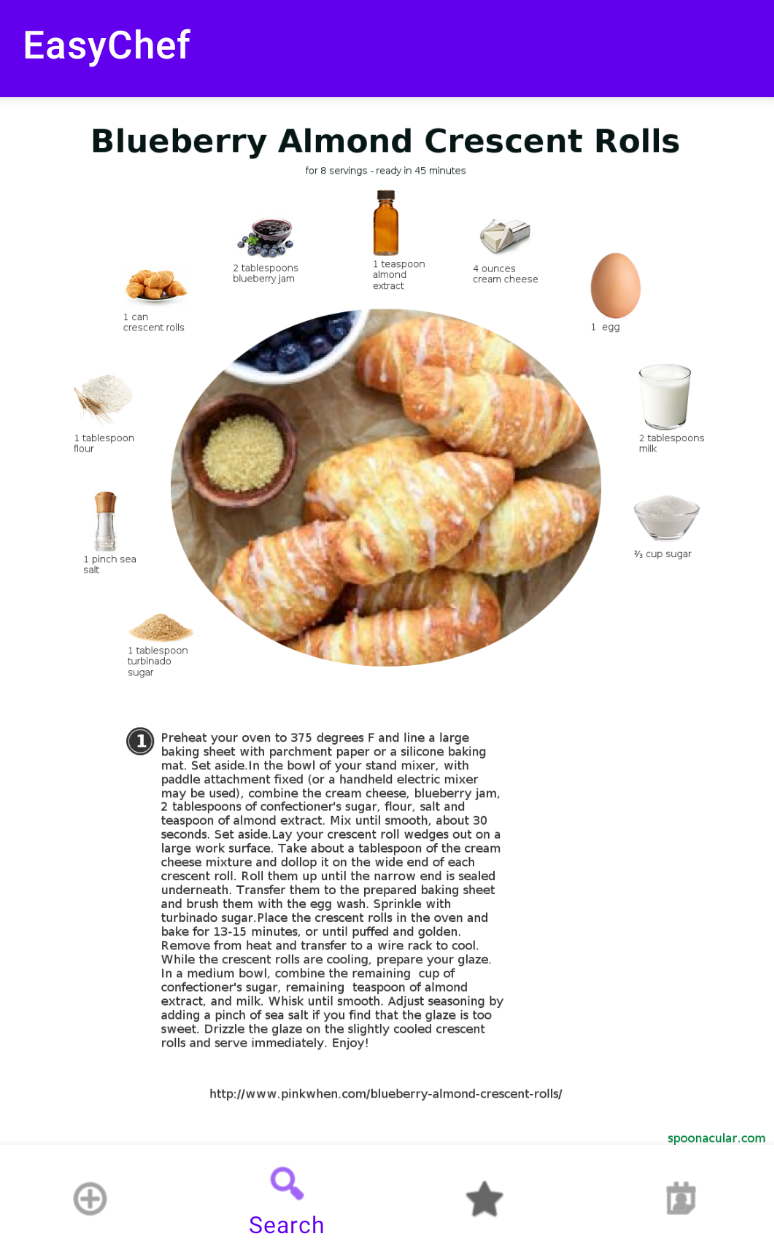 EasyChef
Blueberry Almond Crescent Rolls
for 8 servings - ready in 45 minutes
1 teaspoon
almond
extract
2 tablespoons
blueberry jam
4 ounces
cream cheese
1 can
crescent rolls
1  egg
1 tablespoon
flour
2 tablespoons
milk
1 pinch sea
salt
⅔ cup sugar
1 tablespoon
turbinado
sugar
1 Preheat your oven to 375 degrees F and line a large
baking sheet with parchment paper or a silicone baking
mat. Set aside.In the bowl of your stand mixer, with
paddle attachment fixed (or a handheld electric mixer
may be used), combine the cream cheese, blueberry jam,
2 tablespoons of confectioner's sugar, flour, salt and
teaspoon of almond extract. Mix until smooth, about 30
seconds. Set aside.Lay your crescent roll wedges out on a
large work surface. Take about a tablespoon of the cream
cheese mixture and dollop it on the wide end of each
crescent roll. Roll them up until the narrow end is sealed
underneath. Transfer them to the prepared baking sheet
and brush them with the egg wash. Sprinkle with
turbinado sugar.Place the crescent rolls in the oven and
bake for 13-15 minutes, or until puffed and golden.
Remove from heat and transfer to a wire rack to cool.
While the crescent rolls are cooling, prepare your glaze.
In a medium bowl, combine the remaining  cup of
confectioner's sugar, remaining  teaspoon of almond
extract, and milk. Whisk until smooth. Adjust seasoning by
adding a pinch of sea salt if you find that the glaze is too
sweet. Drizzle the glaze on the slightly cooled crescent
rolls and serve immediately. Enjoy!
http://www.pinkwhen.com/blueberry-almond-crescent-rolls/
spoonacular.com
Search